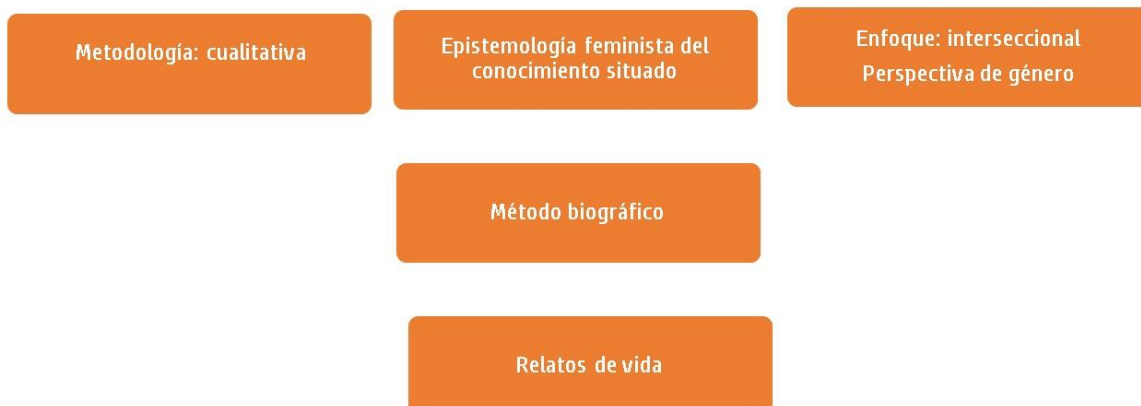 Metodología: cualitativa
Epistemología feminista del
conocimiento situado
Enfoque: interseccional
Perspectiva de género
Método biográfico
Relatos de vida